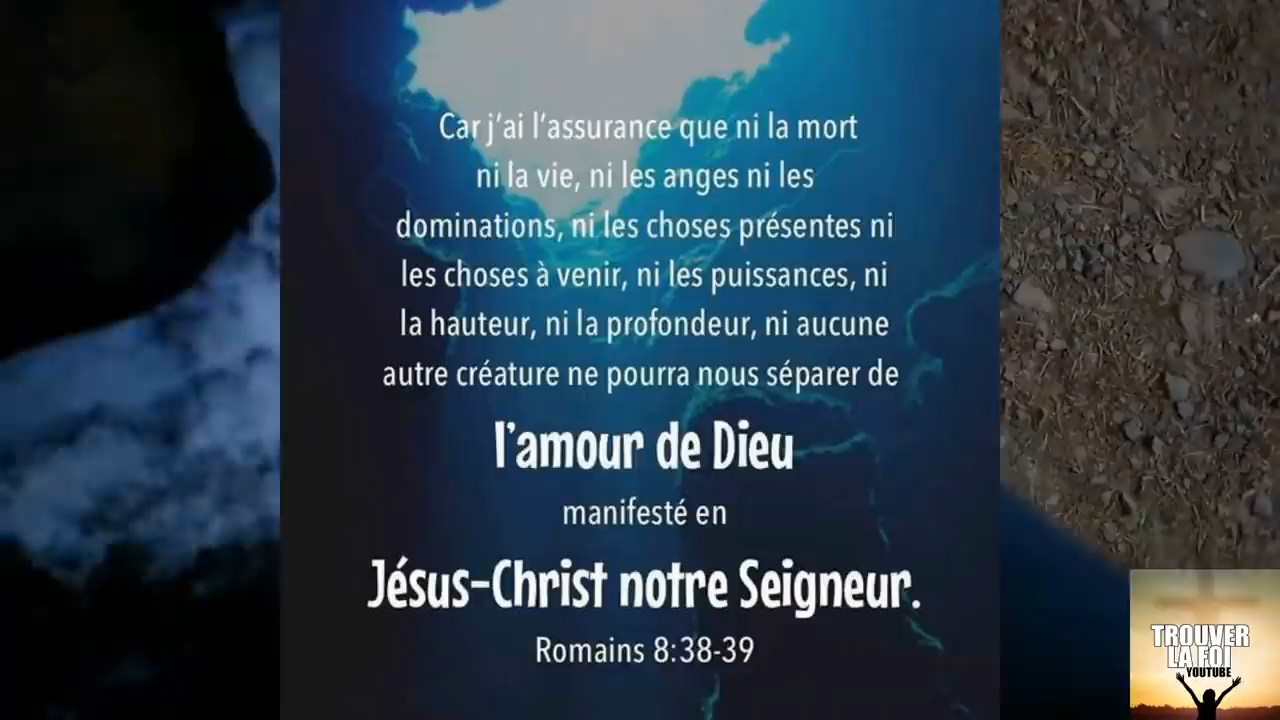 Car j'ai l'assurance que ni la mort
ni la vie, ni les anges ni les
dominations, ni les choses présentes ni
les choses à venir, ni les puissances, ni
la hauteur, ni la profondeur, ni aucune
autre créature ne pourra nous séparer de
l'amour de Dieu
manifesté en
Jésus-Christ notre Seigneur.
Romains 8:38-39
TROUVER
LA FOI
YOUTUBE